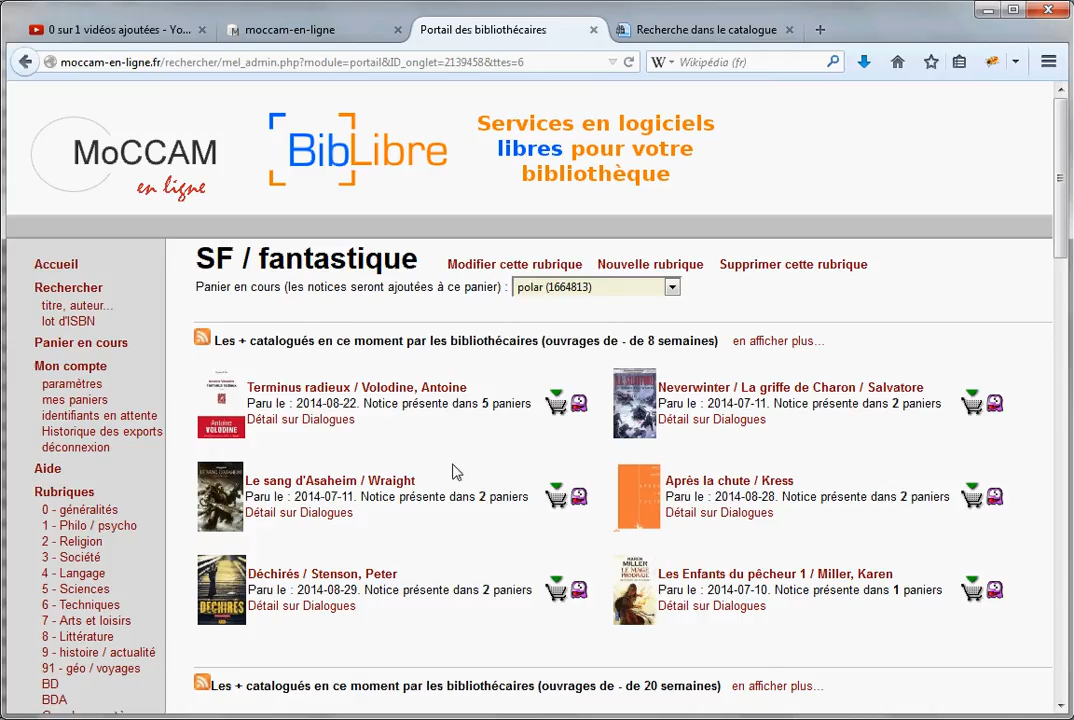 0 sur 1 vidéos ajoutées - Yo...
moccam-en-ligne
Portail des bibliothécaires
Recherche dans le catalogue
moccam-en-ligne.fr/rechercher/mel_admin.php?module=portail&ID_onglet=2139458&ttes=6
Wikipédia (fr)
MoCCAM
en ligne
BibLibre
Services en logiciels
libres pour votre
bibliothèque
Accueil
Rechercher
titre, auteur...
lot d'ISBN
Panier en cours
Mon compte
paramètres
mes paniers
identifiants en attente
Historique des exports
déconnexion
Aide
Rubriques
0 - généralités
1 - Philo / psycho
2 - Religion
3 - Société
4 - Langage
5 - Sciences
6 - Techniques
7 - Arts et loisirs
8 - Littérature
9 - histoire / actualité
91 - géo / voyages
BD
BDA
SF / fantastique
Modifier cette rubrique
Nouvelle rubrique
Supprimer cette rubrique
Panier en cours (les notices seront ajoutées à ce panier) : polar (1664813)
Les + catalogués en ce moment par les bibliothécaires (ouvrages de - de 8 semaines) en afficher plus...
Terminus radieux / Volodine, Antoine
Paru le : 2014-08-22. Notice présente dans 5 paniers
Détail sur Dialogues
Antoine
VOLODINE
Neverwinter / La griffe de Charon / Salvatore
Paru le : 2014-07-11. Notice présente dans 2 paniers
Détail sur Dialogues
Le sang d'Asaheim / Wraight
Paru le : 2014-07-11. Notice présente dans 2 paniers
Détail sur Dialogues
Après la chute / Kress
Paru le : 2014-08-28. Notice présente dans 2 paniers
Détail sur Dialogues
Déchirés / Stenson, Peter
Paru le : 2014-08-29. Notice présente dans 2 paniers
Détail sur Dialogues
DÉCHIRÉS
Les Enfants du pêcheur 1 / Miller, Karen
Paru le : 2014-07-10. Notice présente dans 1 paniers
Détail sur Dialogues
KAREN
MILLER
Les + catalogués en ce moment par les bibliothécaires (ouvrages de - de 20 semaines) en afficher plus...